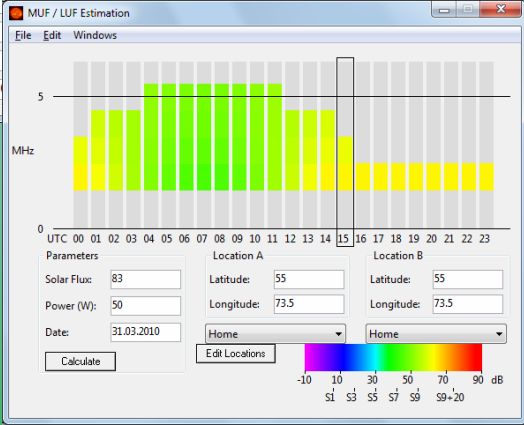 MUF / LUF Estimation
File Edit Windows
5
MHz
0
UTC 00 01 02 03 04 05 06 07 08 09 10 11 12 13 14 15 16 17 18 19 20 21 22 23
Parameters Location A Location B
Solar Flux: 83 Latitude: 55 Latitude: 55
Power (W): 50 Longitude: 73.5 Longitude: 73.5
Date: 31.03.2010
Home Home
Calculate Edit Locations
-10 10 30 50 70 90 dB
S1 S3 S5 S7 S9 S9+20